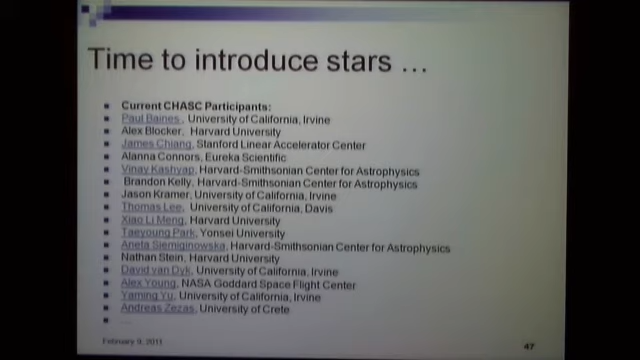 Time to introduce stars …
Current CHASC Participants:
Paul Baines, University of California, Irvine
Alex Blocker, Harvard University
James Chiang, Stanford Linear Accelerator Center
Alanna Connors, Eureka Scientific
Vinay Kashyap, Harvard-Smithsonian Center for Astrophysics
Brandon Kelly, Harvard-Smithsonian Center for Astrophysics
Jason Kramer, University of California, Irvine
Thomas Lee, University of California, Davis
Xiao Li Meng, Harvard University
Taeyoung Park, Yonsei University
Aneta Siemiginowska, Harvard-Smithsonian Center for Astrophysics
Nathan Stein, Harvard University
David van Dyk, University of California, Irvine
Alex Young, NASA Goddard Space Flight Center
Yaming Yu, University of California, Irvine
Andreas Zezas, University of Crete
...
February 9, 2011
47